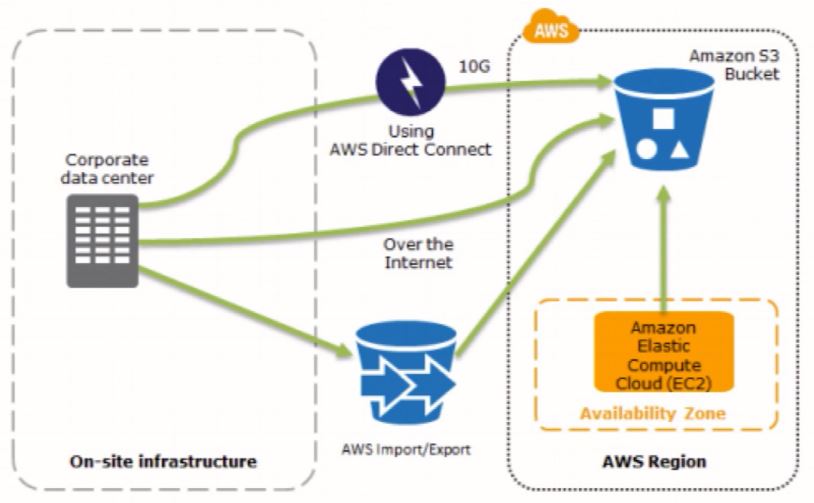 AWS
Amazon S3
Bucket
10G
Using
AWS Direct Connect
Corporate
data center
Over the
Internet
Amazon
Elastic
Compute
Cloud (EC2)
Availability Zone
AWS Import/Export
On-site infrastructure
AWS Region